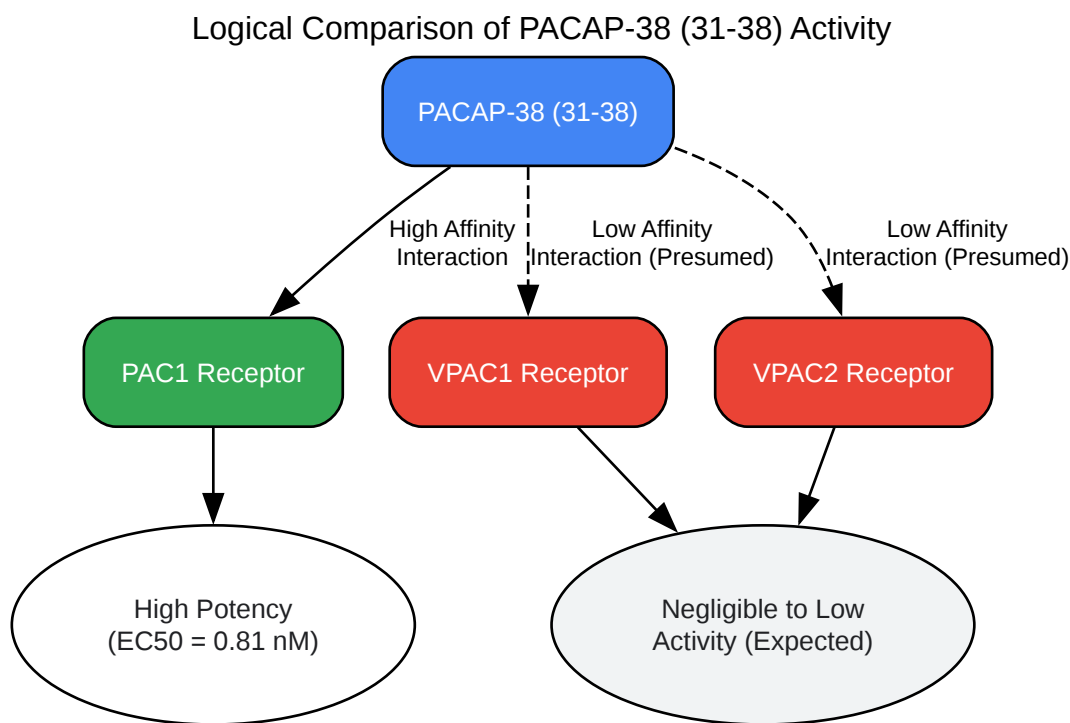 Logical Comparison of PACAP-38 (31-38) Activity
PACAP-38 (31-38)
High Affinity
Interaction
Low Affinity
Interaction (Presumed)
Low Affinity
Interaction (Presumed)
PAC1 Receptor
VPAC1 Receptor
VPAC2 Receptor
High Potency
(EC50 = 0.81 nM)
Negligible to Low
Activity (Expected)